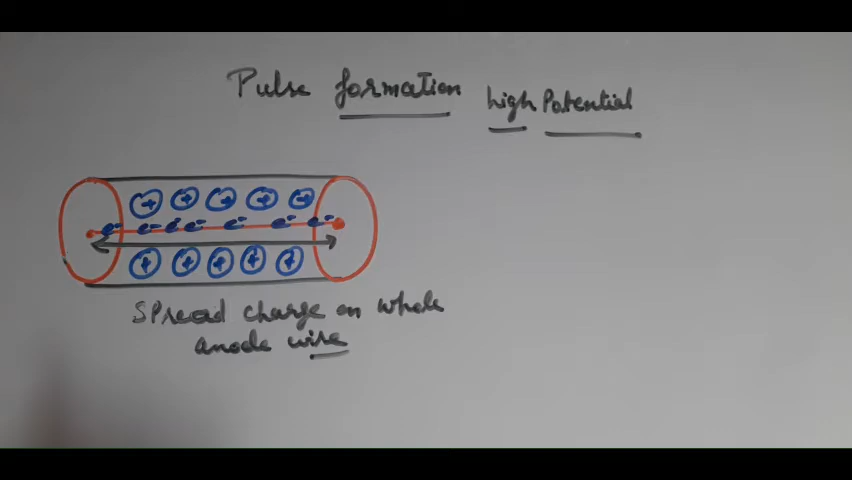 Pulse formation high Potential
+ + + + +
e- e- e- e- e- e- e-
+ + + + +
Spread charge on whole
anode wire